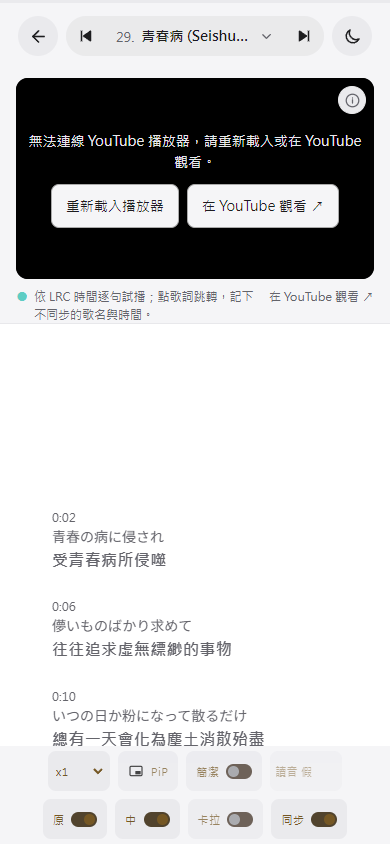 29. 青春病 (Seishu...
無法連線 YouTube 播放器，請重新載入或在 YouTube
觀看。
重新載入播放器
在 YouTube 觀看 ↗
依 LRC 時間逐句試播；點歌詞跳轉，記下
不同步的歌名與時間。
在 YouTube 觀看 ↗
0:02
青春の病に侵され
受青春病所侵噬
0:06
儚いものばかり求めて
往往追求虛無縹緲的事物
0:10
いつの日か粉になって散るだけ
總有一天會化為塵土消散殆盡
x1
PiP
簡潔
讀音 假
原
中
卡拉
同步